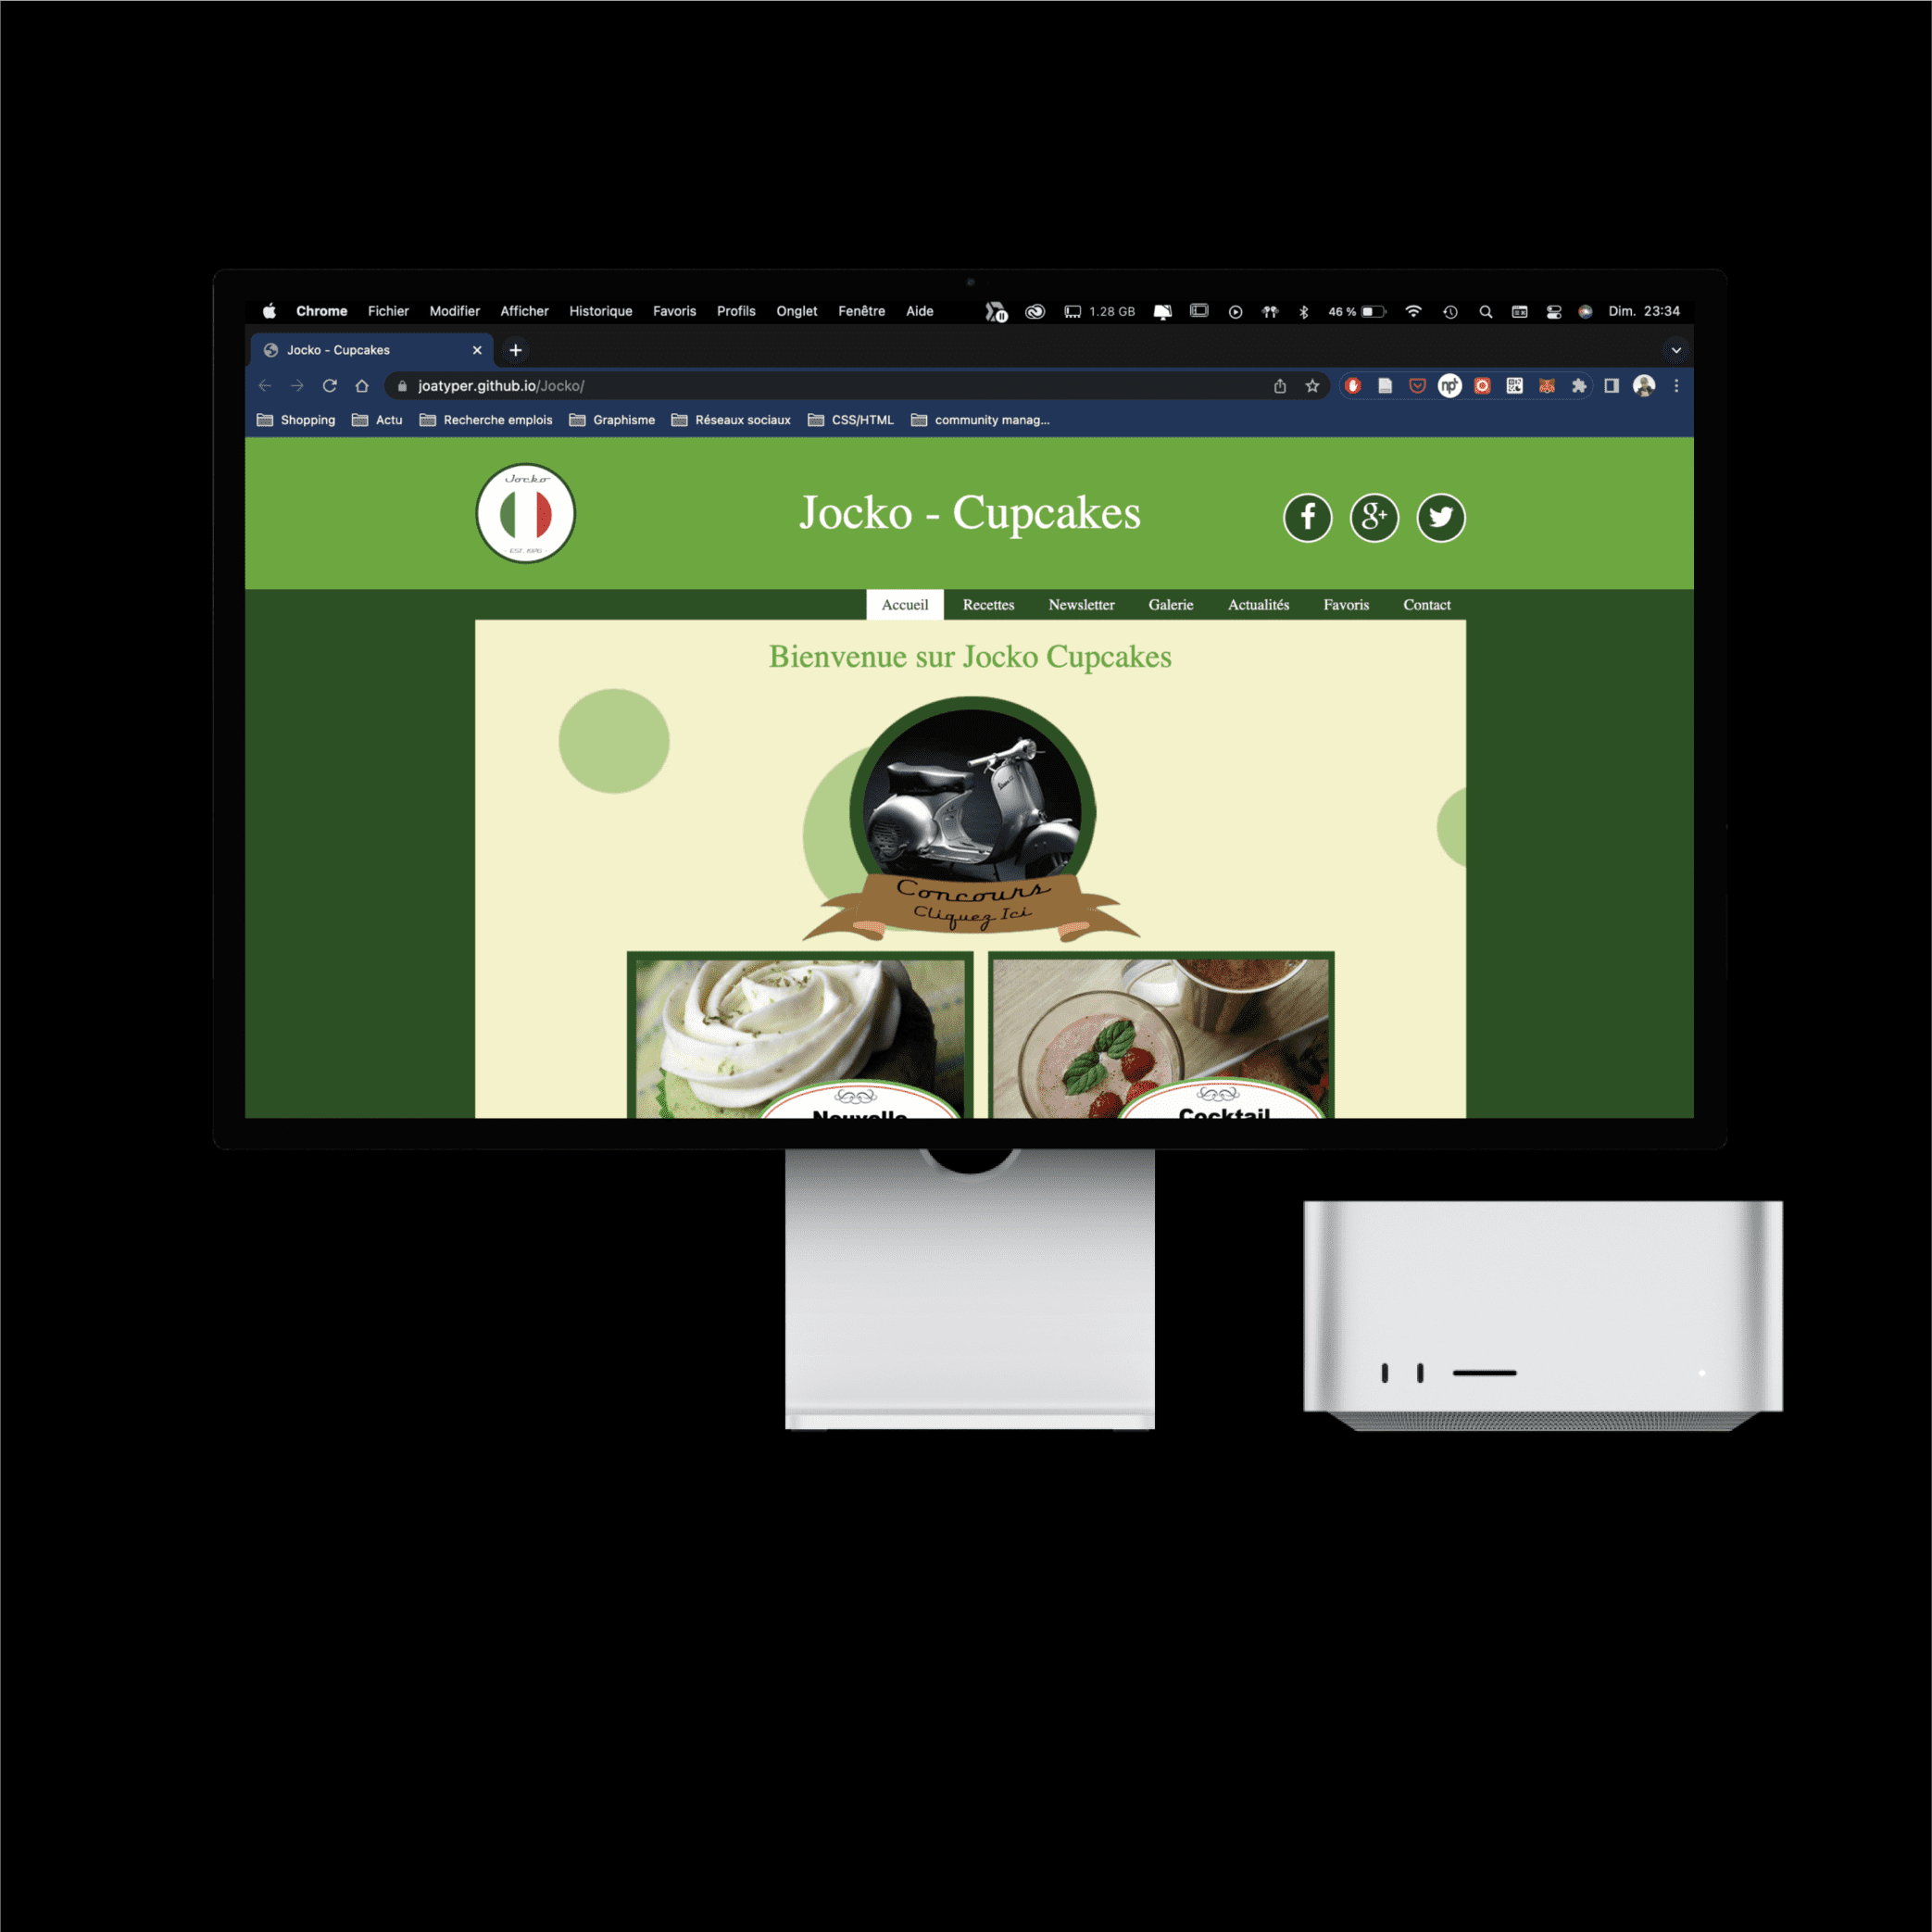 Chrome Fichier Modifier Afficher Historique Favoris Profils Onglet Fenêtre Aide 1.28 GB 46 % Dim. 23:34
Jocko - Cupcakes
joatyper.github.io/Jocko/
np
Shopping Actu Recherche emplois Graphisme Réseaux sociaux CSS/HTML community manag...
Jocko
EST. 1970
Jocko - Cupcakes
f g+
Accueil Recettes Newsletter Galerie Actualités Favoris Contact
Bienvenue sur Jocko Cupcakes
Vespa
Concours
Cliquez Ici
Nouvelle
Cocktail